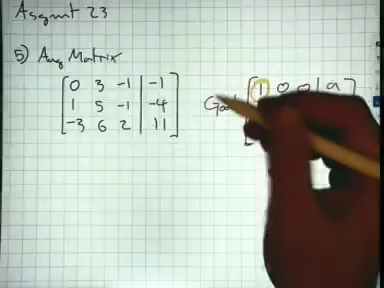 Asgmt 23
5) Aug Matrix
0 3 -1 | -1
1 5 -1 | -4
-3 6 2 | 11
1 0 0 | a